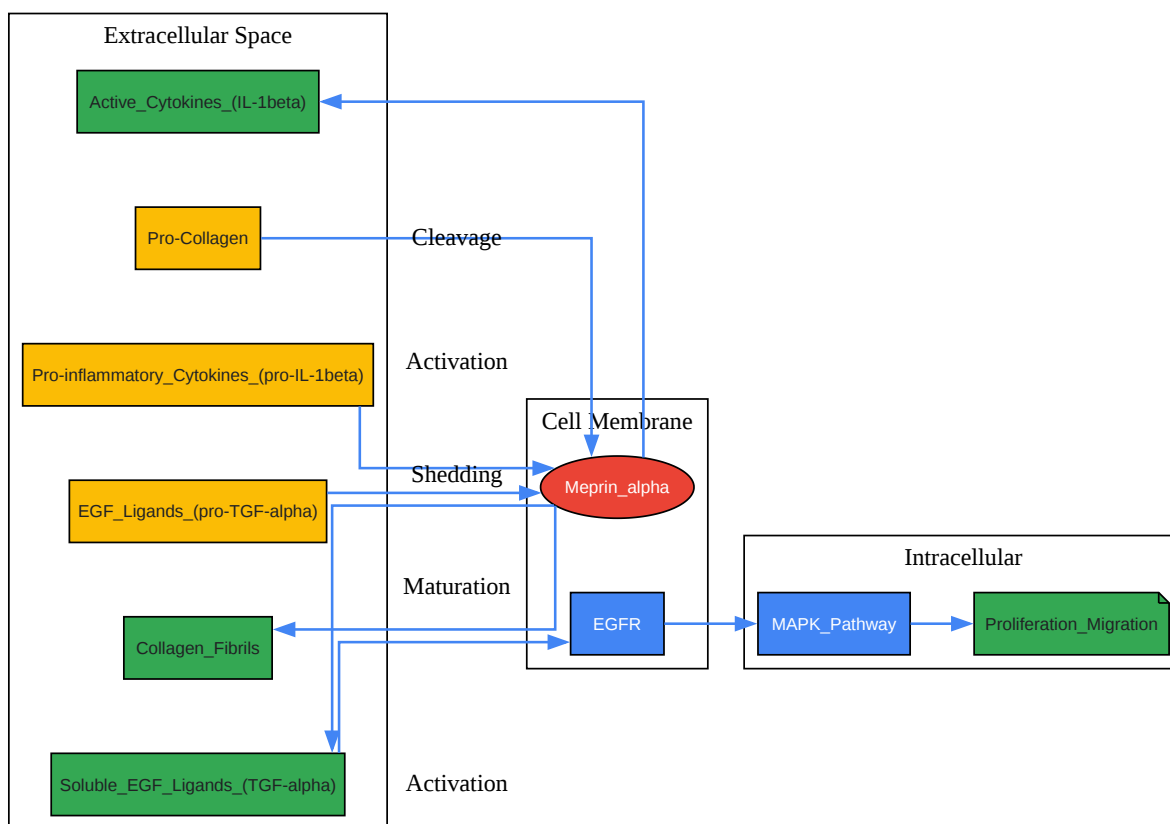 Extracellular Space
Active_Cytokines_(IL-1beta)
Pro-Collagen
Cleavage
Pro-inflammatory_Cytokines_(pro-IL-1beta)
Activation
Cell Membrane
Shedding
Meprin_alpha
EGF_Ligands_(pro-TGF-alpha)
Intracellular
Maturation
EGFR
MAPK_Pathway
Proliferation_Migration
Collagen_Fibrils
Soluble_EGF_Ligands_(TGF-alpha)
Activation